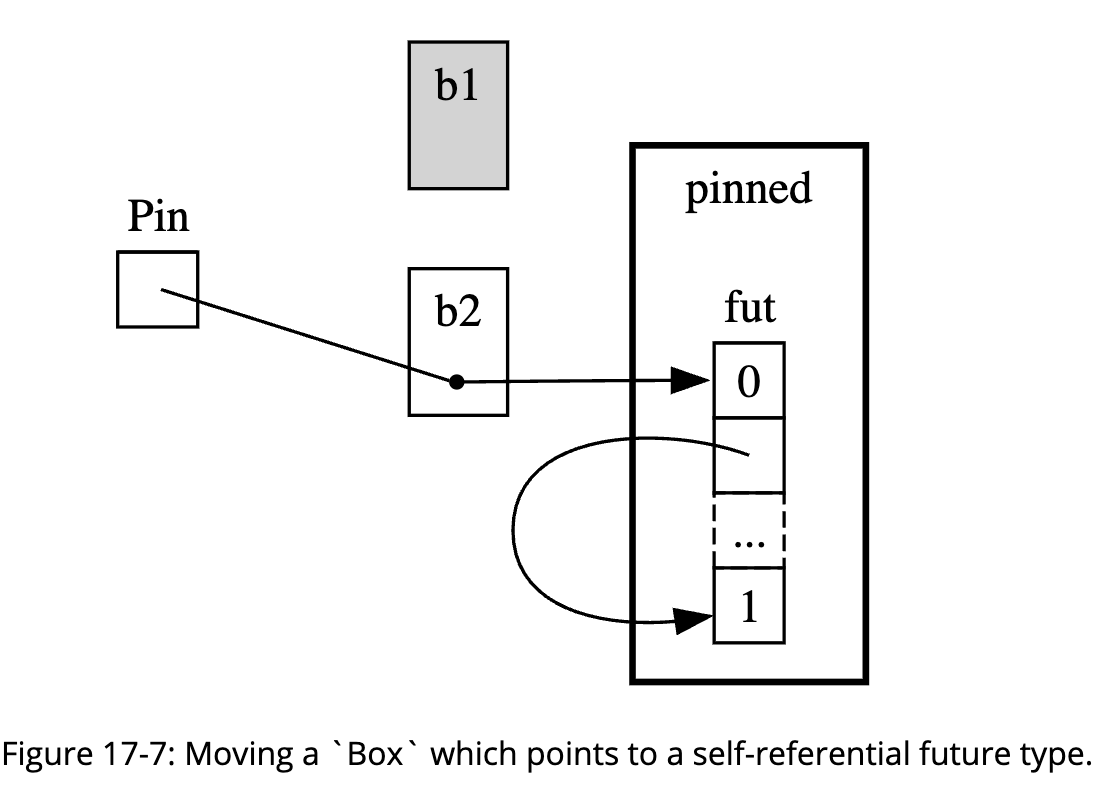 b1
pinned
Pin
b2
fut
0
...
1
Figure 17-7: Moving a `Box` which points to a self-referential future type.